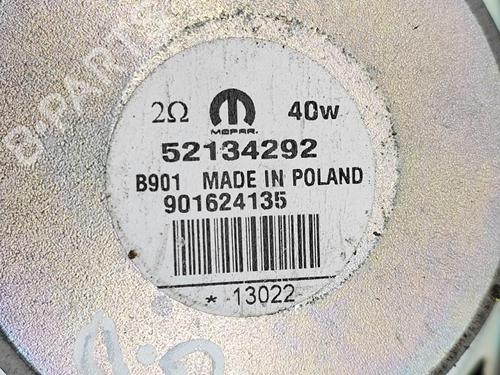 2Ω 40w
MOPAR.
52134292
B901 MADE IN POLAND
901624135
* 13022
B-PARTS